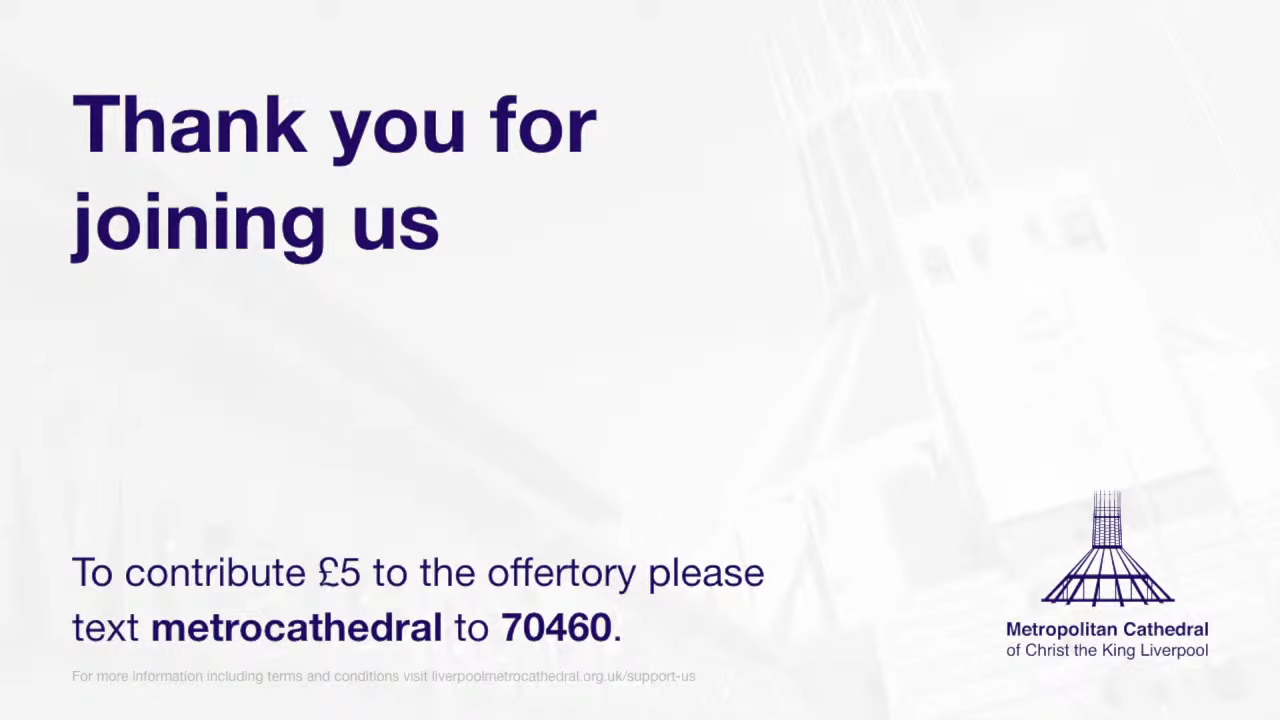 Thank you for
joining us
To contribute £5 to the offertory please
text metrocathedral to 70460.
For more information including terms and conditions visit liverpoolmetrocathedral.org.uk/support-us
Metropolitan Cathedral
of Christ the King Liverpool